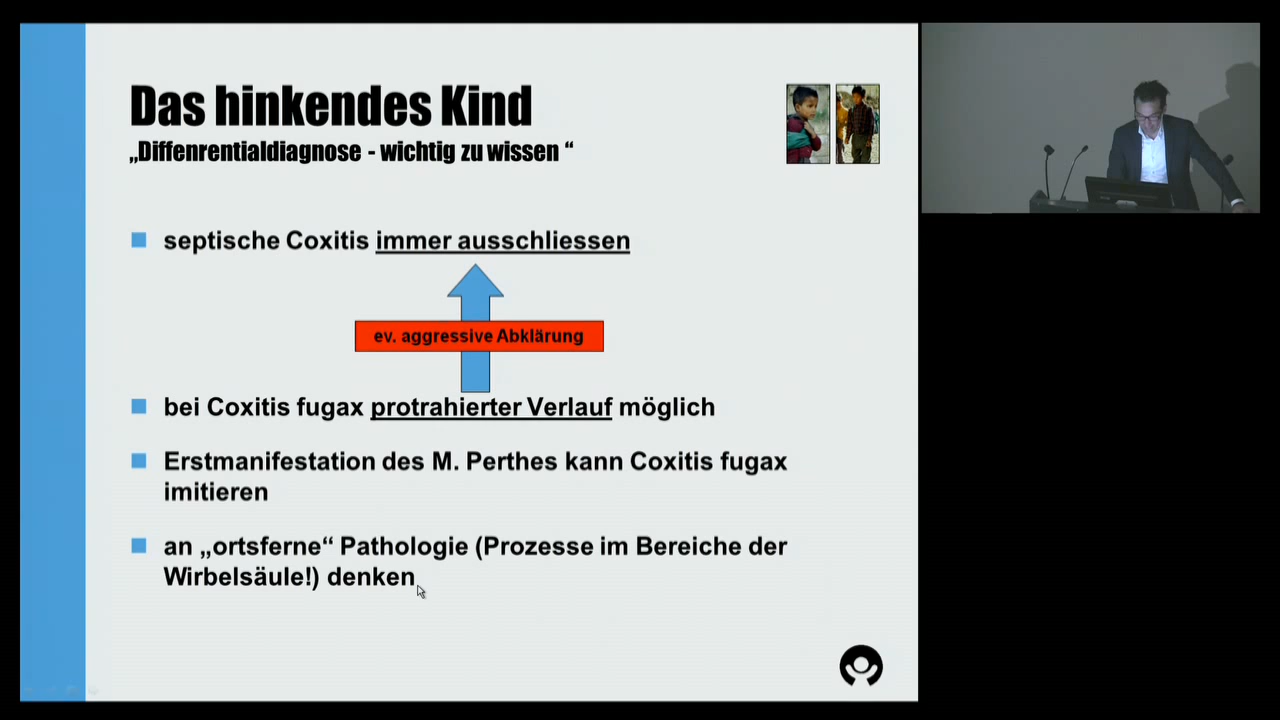 Das hinkendes Kind
„Diffenrentialdiagnose - wichtig zu wissen “
septische Coxitis immer ausschliessen
ev. aggressive Abklärung
bei Coxitis fugax protrahierter Verlauf möglich
Erstmanifestation des M. Perthes kann Coxitis fugax
imitieren
an „ortsferne“ Pathologie (Prozesse im Bereiche der
Wirbelsäule!) denken